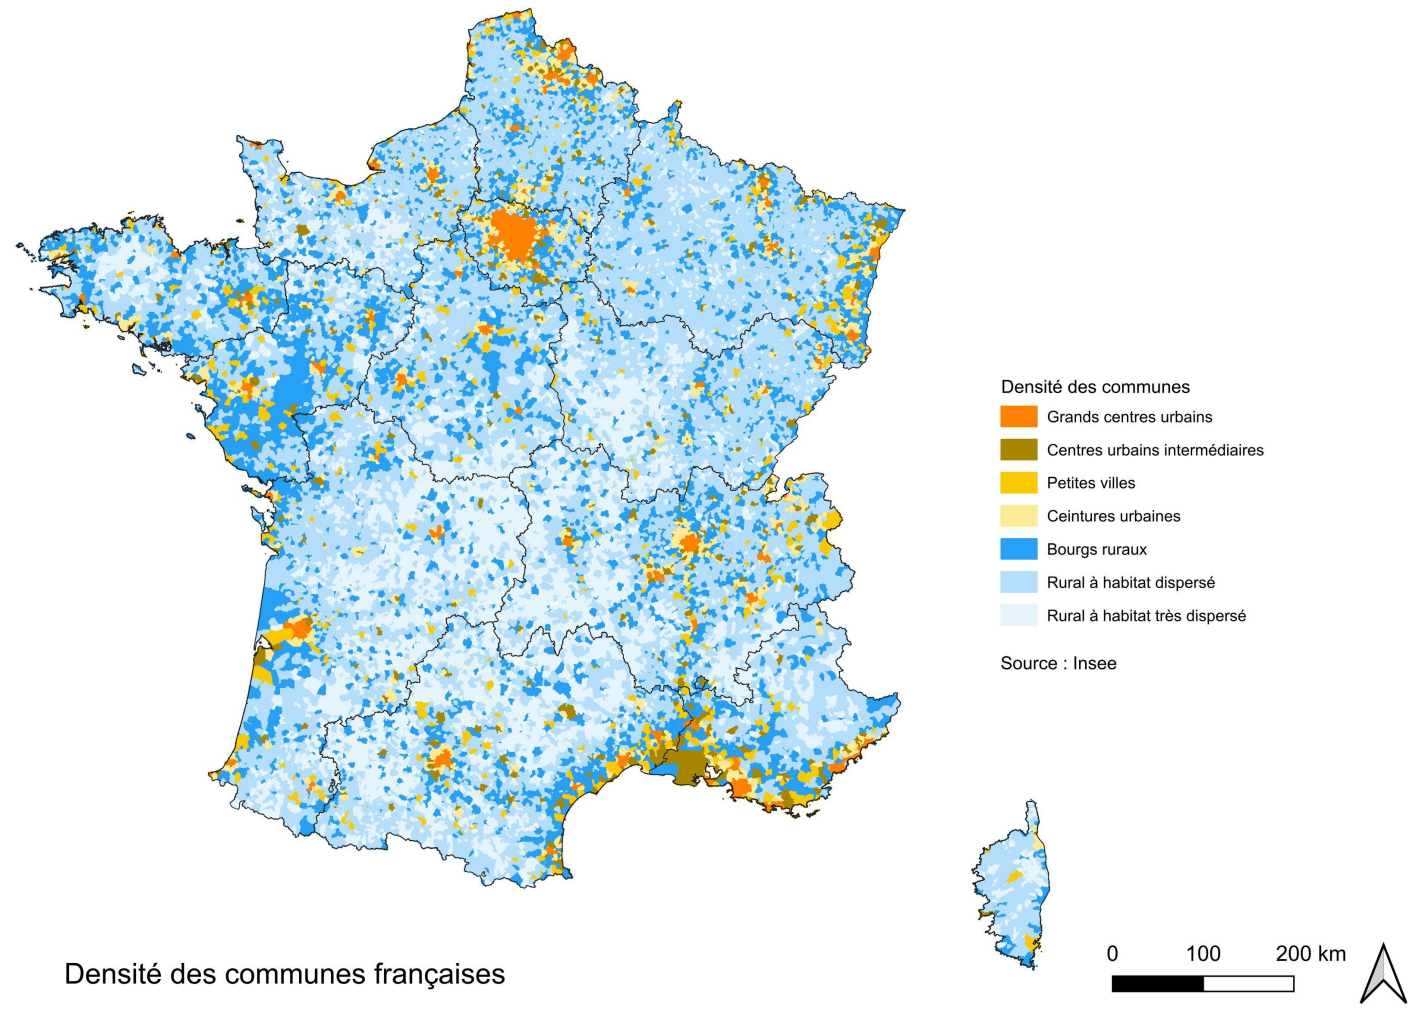 Densité des communes
Grands centres urbains
Centres urbains intermédiaires
Petites villes
Ceintures urbaines
Bourgs ruraux
Rural à habitat dispersé
Rural à habitat très dispersé
Source : Insee
Densité des communes françaises
0 100 200 km